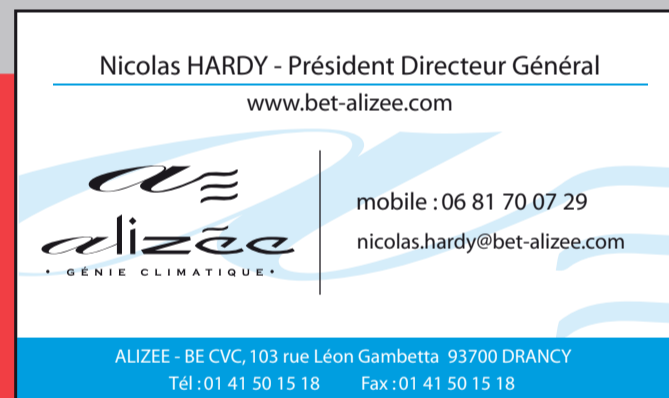 Nicolas HARDY - Président Directeur Général
www.bet-alizee.com
alizēe
• GÉNIE CLIMATIQUE •
mobile : 06 81 70 07 29
nicolas.hardy@bet-alizee.com
ALIZEE - BE CVC, 103 rue Léon Gambetta 93700 DRANCY
Tél : 01 41 50 15 18 Fax : 01 41 50 15 18